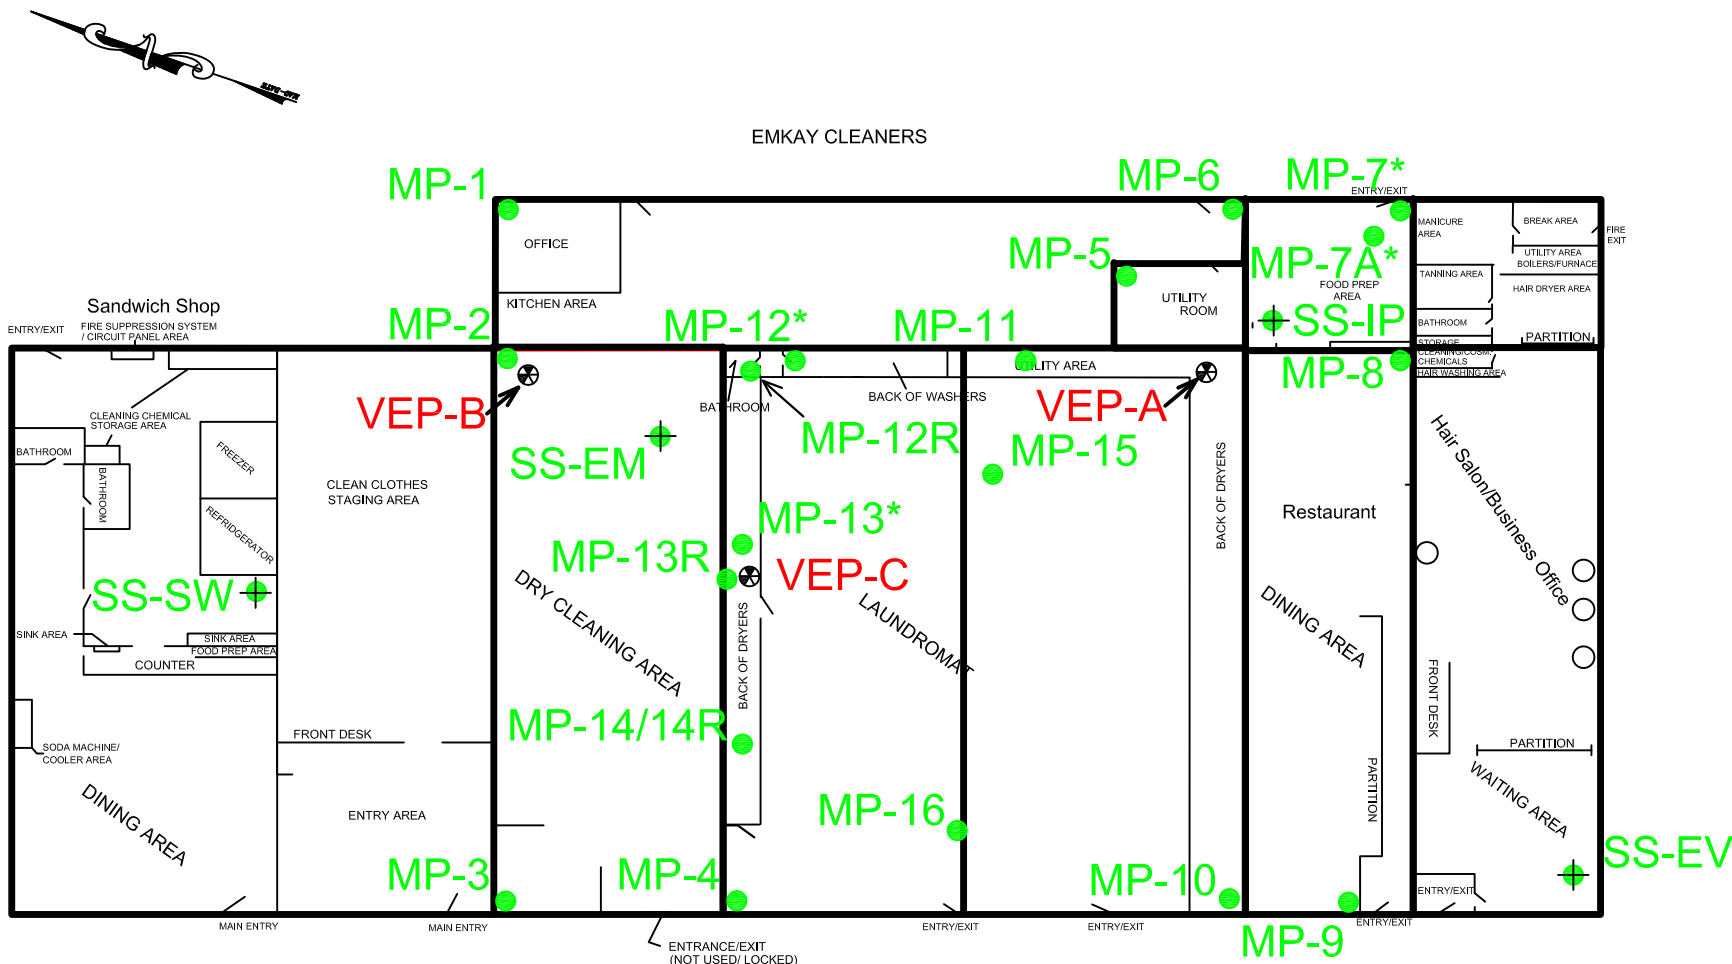 EMKAY CLEANERS
MP-1
MP-6
MP-7*
ENTRY/EXIT
MANICURE
AREA
BREAK AREA
FIRE
EXIT
OFFICE
MP-5
MP-7A*
UTILITY AREA
BOILERS/FURNACE
TANNING AREA
FOOD PREP
AREA
HAIR DRYER AREA
KITCHEN AREA
UTILITY
ROOM
Sandwich Shop
FIRE SUPPRESSION SYSTEM
/ CIRCUIT PANEL AREA
ENTRY/EXIT
MP-2
MP-12*
MP-11
SS-IP
BATHROOM
PARTITION
STORAGE
CLEANING/COSM.
CHEMICALS
HAIR WASHING AREA
UTILITY AREA
MP-8
VEP-B
BATHROOM
BACK OF WASHERS
VEP-A
CLEANING CHEMICAL
STORAGE AREA
BATHROOM
BATHROOM
FREEZER
REFRIDGERATOR
CLEAN CLOTHES
STAGING AREA
SS-EM
MP-12R
MP-15
BACK OF DRYERS
Hair Salon/Business Office
Restaurant
MP-13*
MP-13R
VEP-C
SS-SW
DRY CLEANING AREA
LAUNDROMAT
DINING AREA
SINK AREA
SINK AREA
FOOD PREP AREA
COUNTER
BACK OF DRYERS
FRONT DESK
MP-14/14R
FRONT DESK
SODA MACHINE/
COOLER AREA
PARTITION
PARTITION
WAITING AREA
DINING AREA
ENTRY AREA
MP-16
SS-EV
MP-3
MP-4
MP-10
ENTRY/EXIT
MAIN ENTRY
MAIN ENTRY
ENTRY/EXIT
ENTRY/EXIT
ENTRY/EXIT
MP-9
ENTRANCE/EXIT
(NOT USED/ LOCKED)